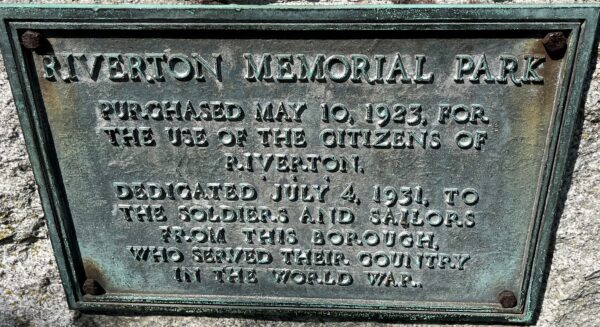 RIVERTON MEMORIAL PARK
PURCHASED MAY 10, 1923, FOR
THE USE OF THE CITIZENS OF
RIVERTON.
DEDICATED JULY 4, 1931, TO
THE SOLDIERS AND SAILORS
FROM THIS BOROUGH,
WHO SERVED THEIR COUNTRY
IN THE WORLD WAR.